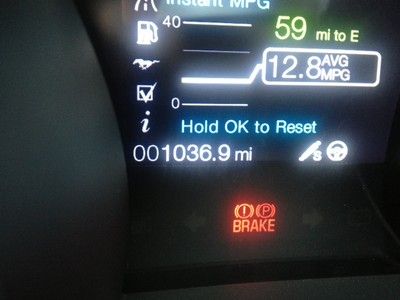 Instant MPG
40
59 mi to E
12.8 AVG MPG
0
i
Hold OK to Reset
001036.9 mi
S
! P
BRAKE